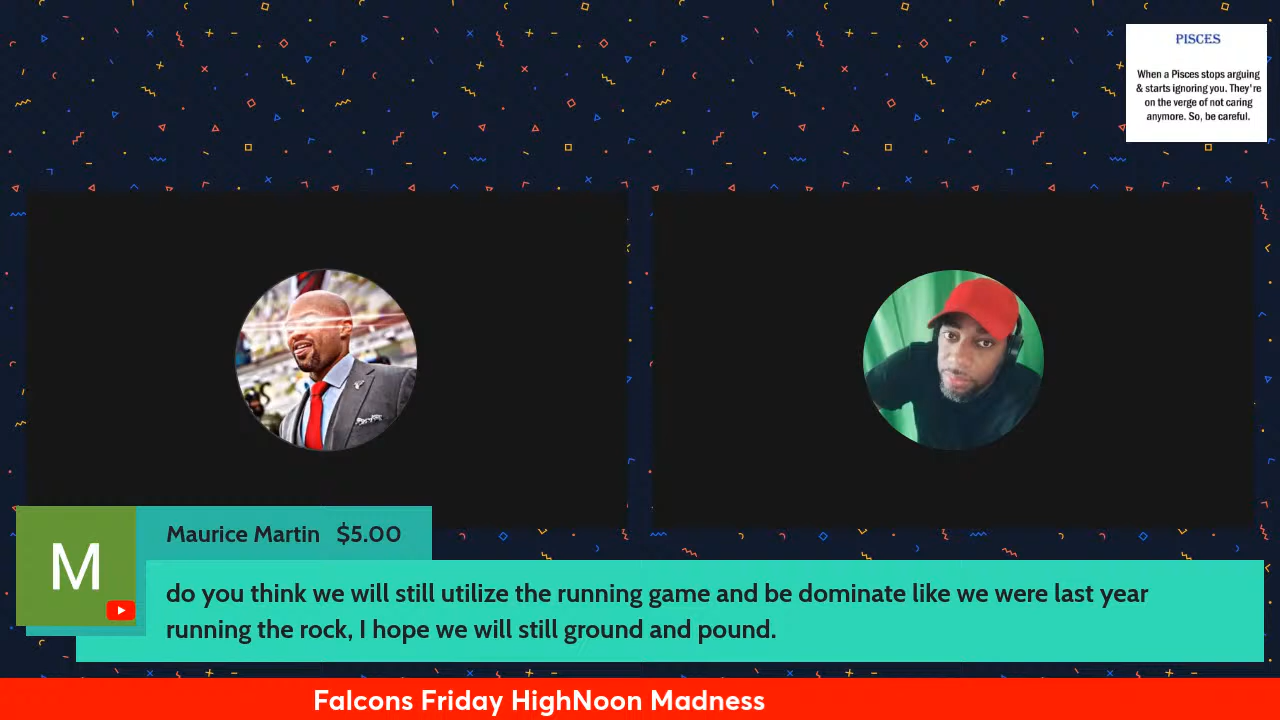 PISCES
When a Pisces stops arguing
& starts ignoring you. They're
on the verge of not caring
anymore. So, be careful.
M
Maurice Martin $5.00
do you think we will still utilize the running game and be dominate like we were last year
running the rock, I hope we will still ground and pound.
Falcons Friday HighNoon Madness